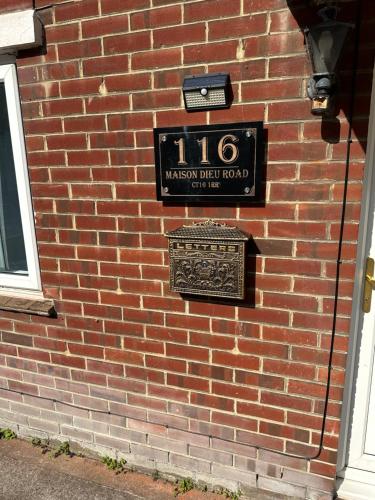 116
MAISON DIEU ROAD
LETTERS